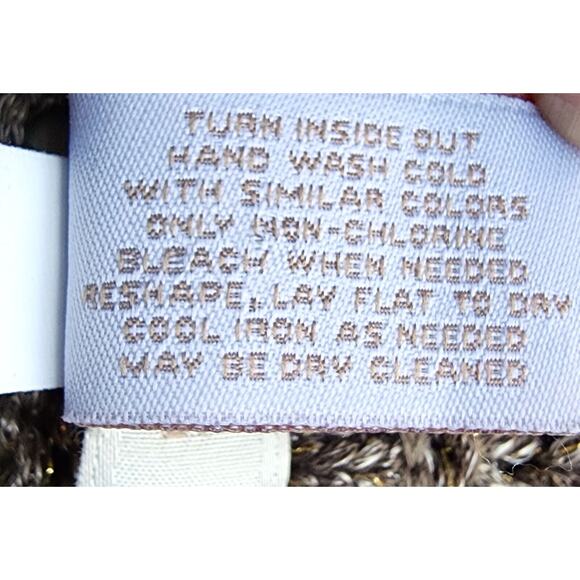 TURN INSIDE OUT
HAND WASH COLD
WITH SIMILAR COLORS
ONLY NON-CHLORINE
BLEACH WHEN NEEDED
RESHAPE, LAY FLAT TO DRY
COOL IRON AS NEEDED
MAY BE DRY CLEANED